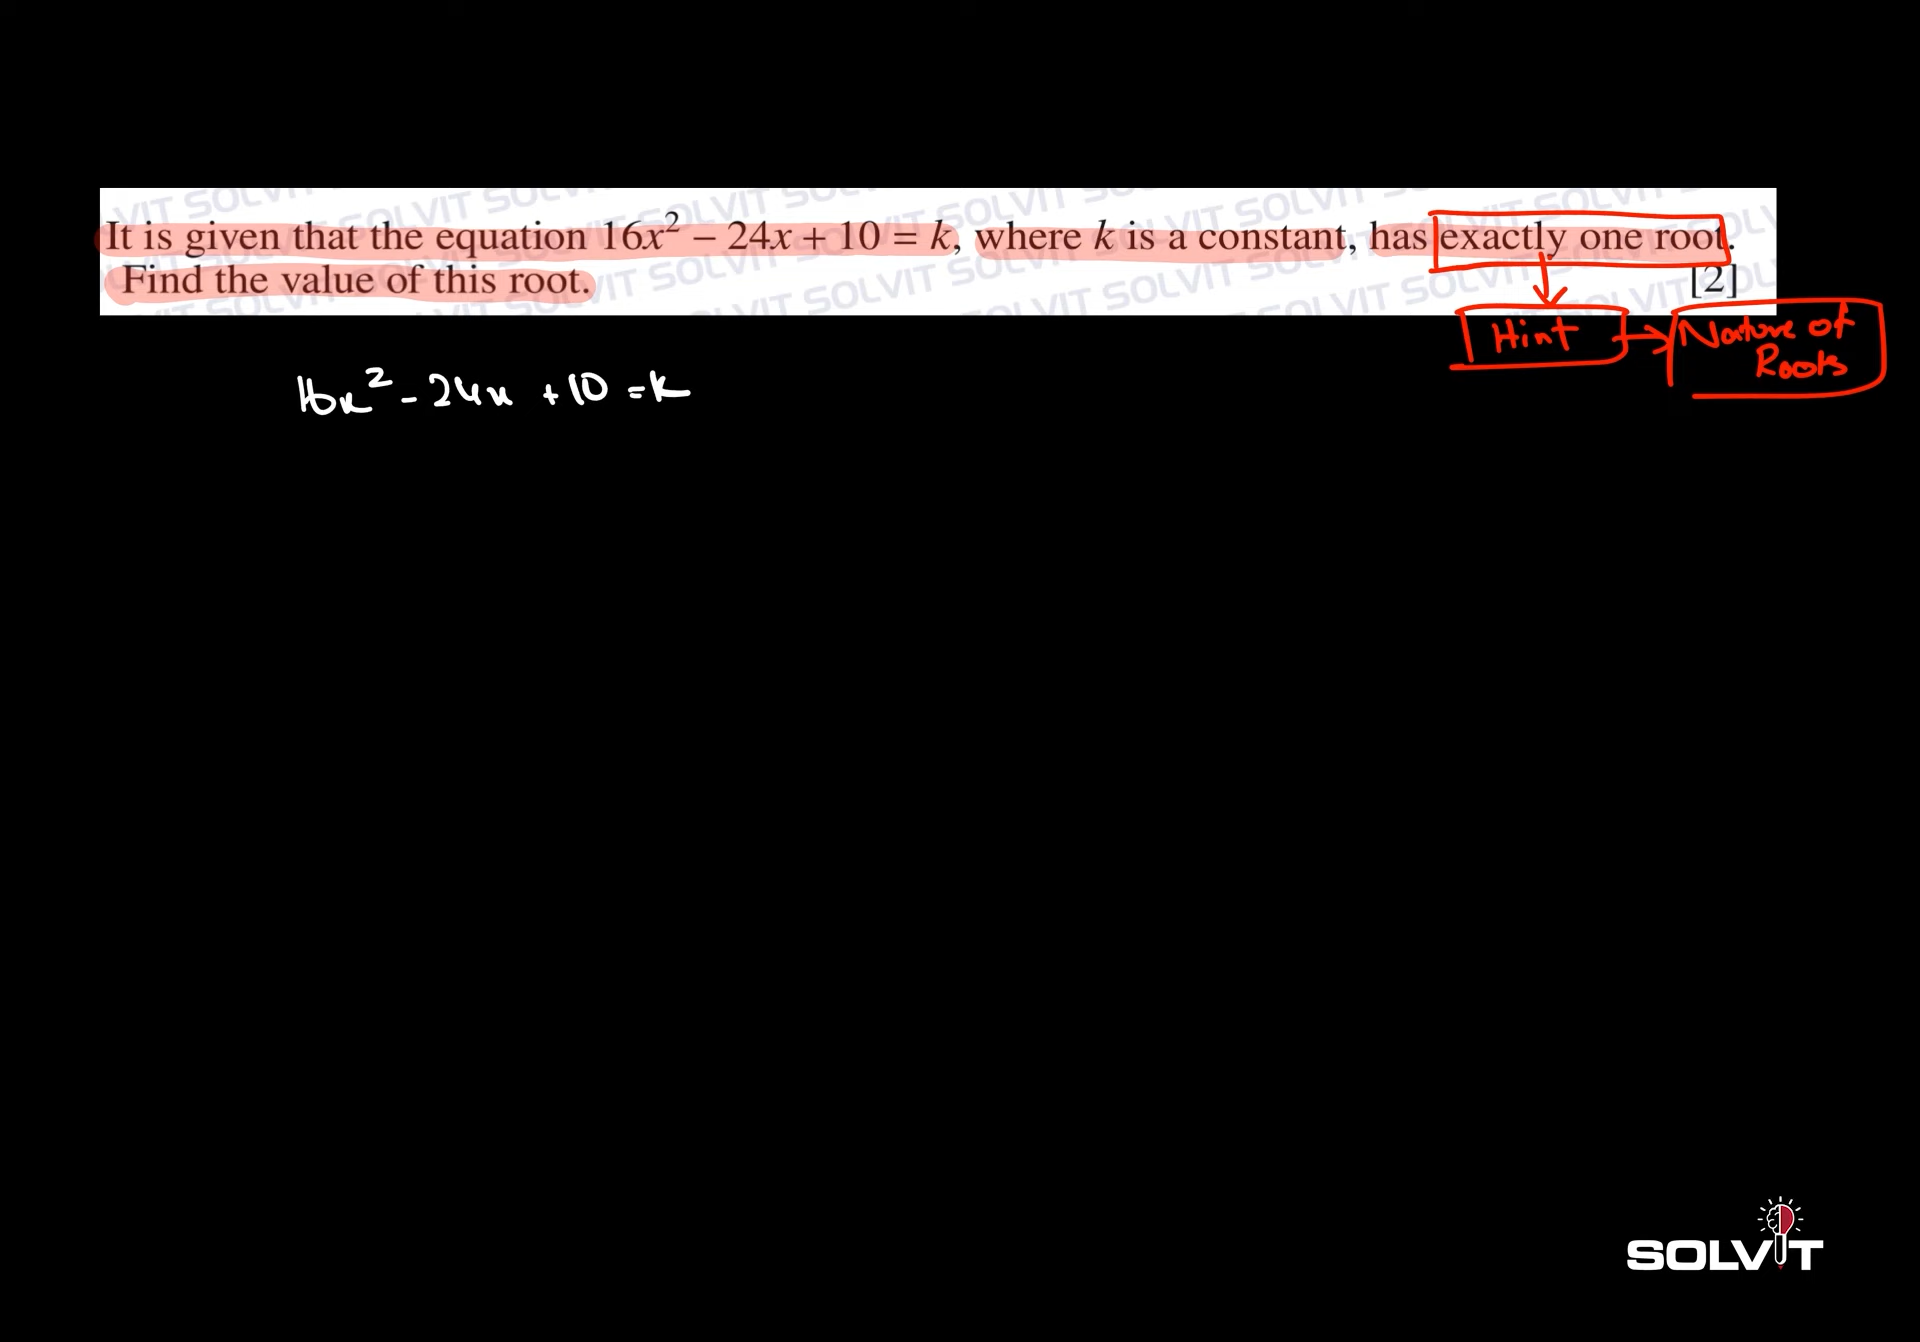 It is given that the equation 16x² − 24x + 10 = k, where k is a constant, has exactly one root.
Find the value of this root. [2]
Hint
Nature of
Roots
16x² - 24x + 10 = k
SOLVIT